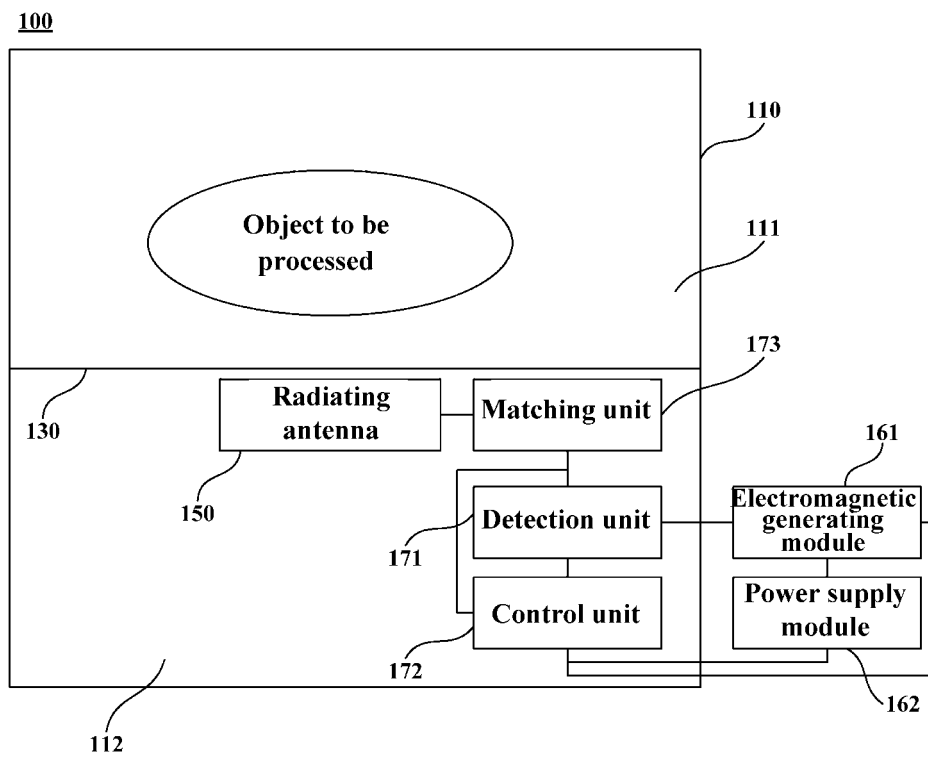 100
110
Object to be
processed
111
173
Radiating
antenna
Matching unit
130
161
150
Electromagnetic
generating
module
Detection unit
171
Control unit
Power supply
module
172
162
112